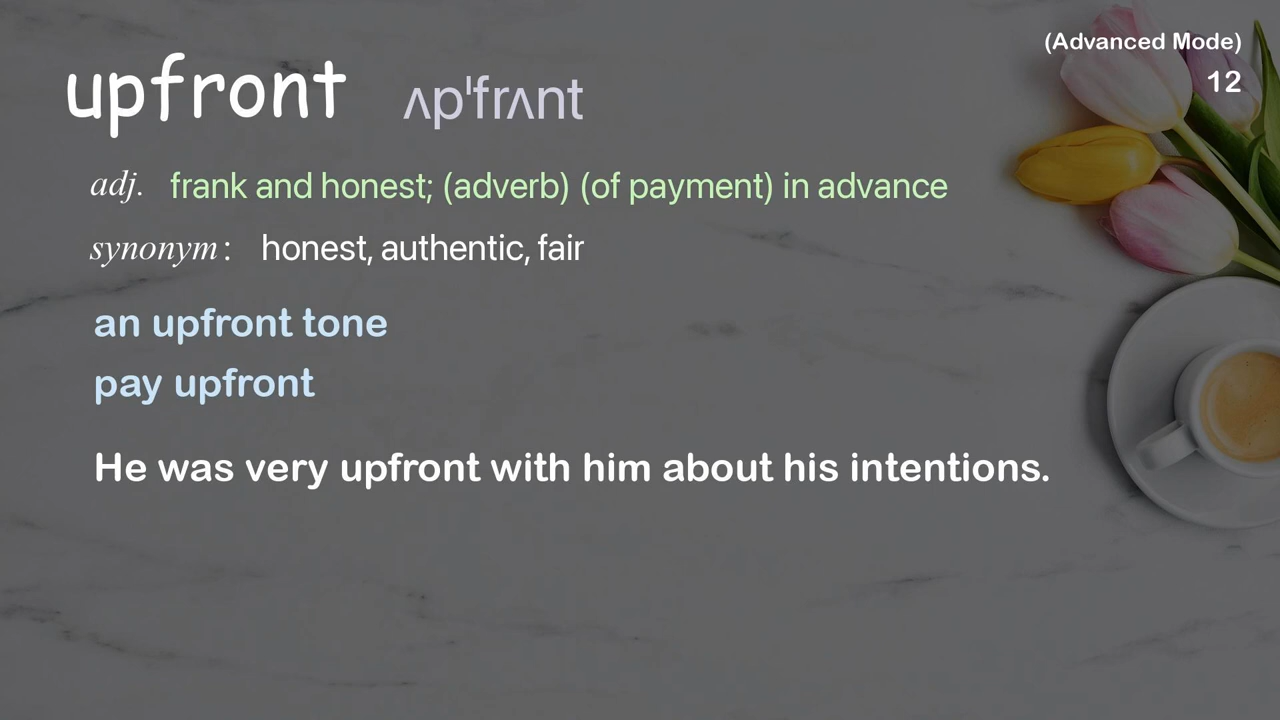 (Advanced Mode)
12
upfront ʌpˈfrʌnt
adj. frank and honest; (adverb) (of payment) in advance
synonym: honest, authentic, fair
an upfront tone
pay upfront
He was very upfront with him about his intentions.